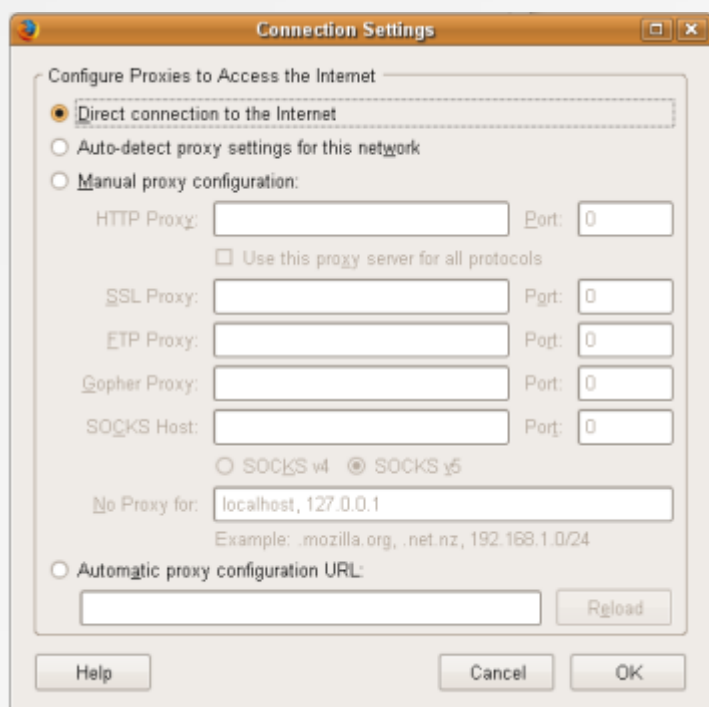 Connection Settings
Configure Proxies to Access the Internet
Direct connection to the Internet
Auto-detect proxy settings for this network
Manual proxy configuration:
HTTP Proxy: Port: 0
Use this proxy server for all protocols
SSL Proxy: Port: 0
FTP Proxy: Port: 0
Gopher Proxy: Port: 0
SOCKS Host: Port: 0
SOCKS v4 SOCKS v5
No Proxy for: localhost, 127.0.0.1
Example: .mozilla.org, .net.nz, 192.168.1.0/24
Automatic proxy configuration URL:
Reload
Help Cancel OK